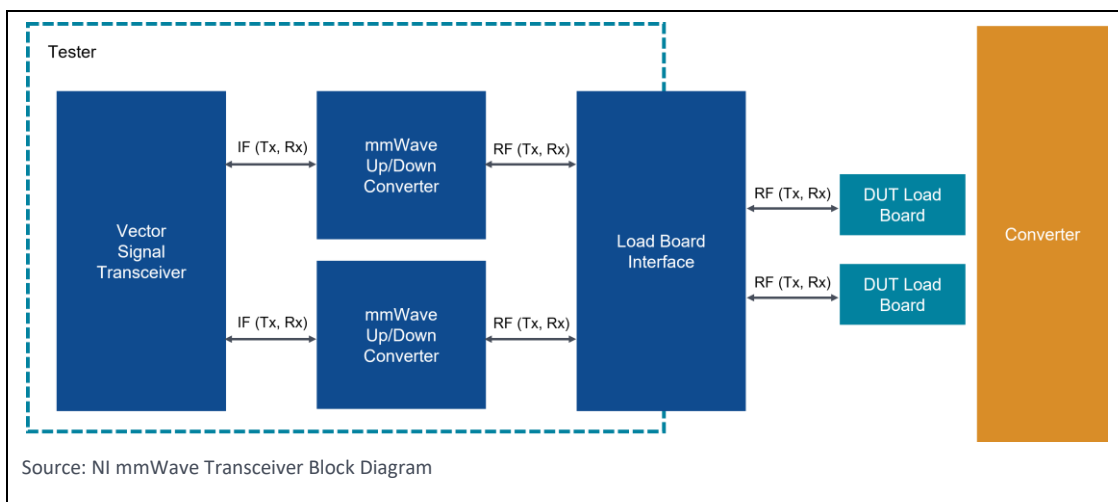 Tester
Vector
Signal
Transceiver
IF (Tx, Rx)
mmWave
Up/Down
Converter
RF (Tx, Rx)
IF (Tx, Rx)
mmWave
Up/Down
Converter
RF (Tx, Rx)
Load Board
Interface
RF (Tx, Rx)
DUT Load
Board
RF (Tx, Rx)
DUT Load
Board
Converter
Source: NI mmWave Transceiver Block Diagram